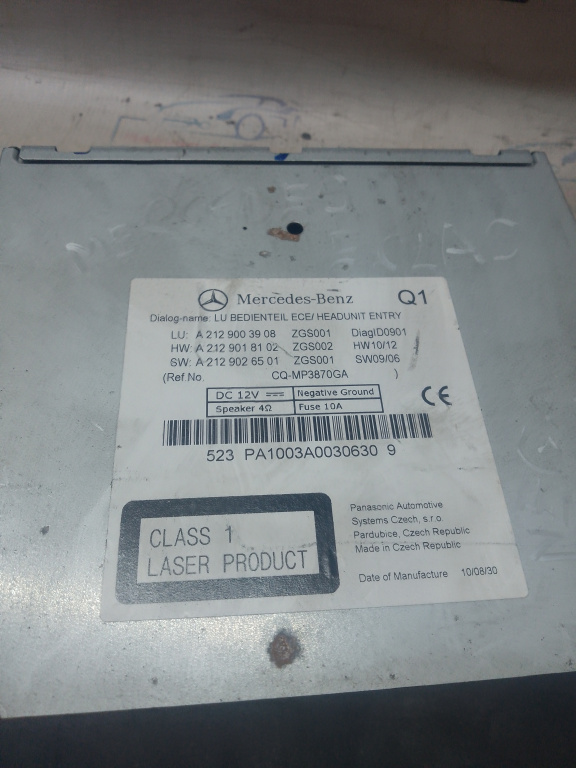 Mercedes-Benz Q1
Dialog-name: LU BEDIENTEIL ECE/ HEADUNIT ENTRY
LU: A 212 900 39 08 ZGS001 DiagID0901
HW: A 212 901 81 02 ZGS002 HW10/12
SW: A 212 902 65 01 ZGS001 SW09/06
(Ref No. CQ-MP3870GA )
DC 12V Negative Ground
Speaker 4Ω Fuse 10A
CE
523 PA1003A0030630 9
CLASS 1
LASER PRODUCT
Panasonic Automotive
Systems Czech, s.r.o.
Pardubice, Czech Republic
Made in Czech Republic
Date of Manufacture 10/08/30